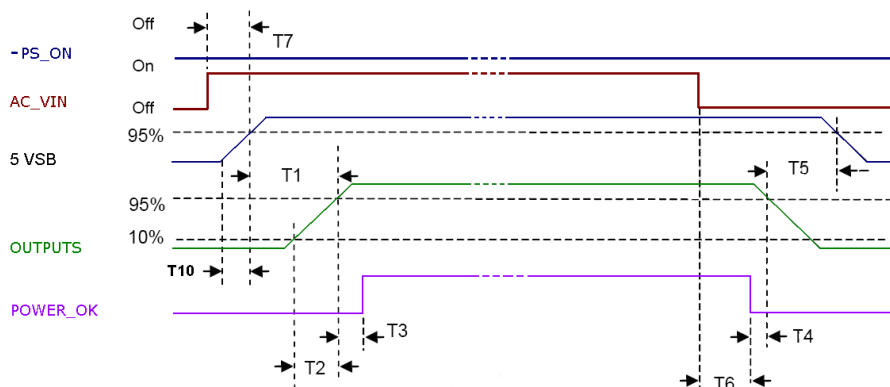 Off
T7
-PS_ON
On
AC_VIN
Off
95%
5 VSB
T1
T5
95%
10%
OUTPUTS
T10
POWER_OK
T3
T4
T2
T6